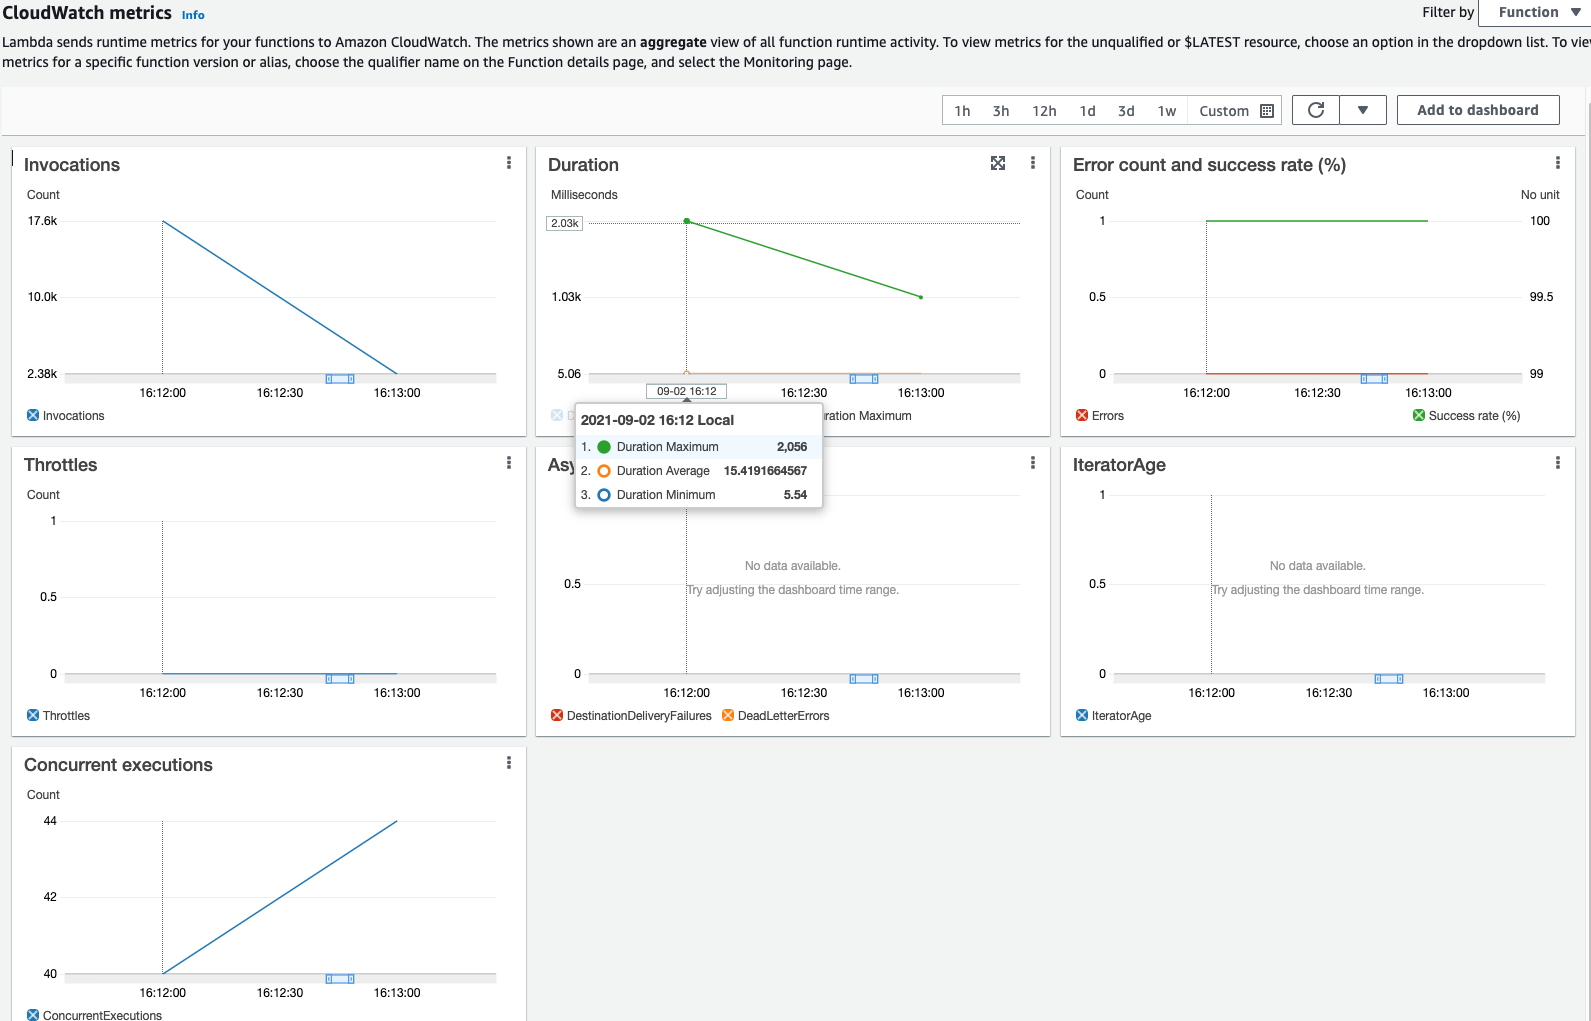 CloudWatch metrics Info
Filter by Function
Lambda sends runtime metrics for your functions to Amazon CloudWatch. The metrics shown are an aggregate view of all function runtime activity. To view metrics for the unqualified or $LATEST resource, choose an option in the dropdown list. To vie
metrics for a specific function version or alias, choose the qualifier name on the Function details page, and select the Monitoring page.
1h 3h 12h 1d 3d 1w Custom Add to dashboard
Invocations
Count
17.6k
10.0k
2.38k
16:12:00 16:12:30 16:13:00
Invocations
Duration
Milliseconds
2.03k
1.03k
5.06
09-02 16:12 16:12:30 16:13:00
D
ration Maximum
2021-09-02 16:12 Local
1. Duration Maximum 2,056
2. Duration Average 15.4191664567
3. Duration Minimum 5.54
Error count and success rate (%)
Count No unit
1 100
0.5 99.5
0 99
16:12:00 16:12:30 16:13:00
Errors Success rate (%)
Throttles
Count
1
0.5
0
16:12:00 16:12:30 16:13:00
Throttles
Asy
0.5
No data available.
Try adjusting the dashboard time range.
0
16:12:00 16:12:30 16:13:00
DestinationDeliveryFailures DeadLetterErrors
IteratorAge
1
No data available.
0.5
Try adjusting the dashboard time range.
0
16:12:00 16:12:30 16:13:00
IteratorAge
Concurrent executions
Count
44
42
40
16:12:00 16:12:30 16:13:00
ConcurrentExecutions